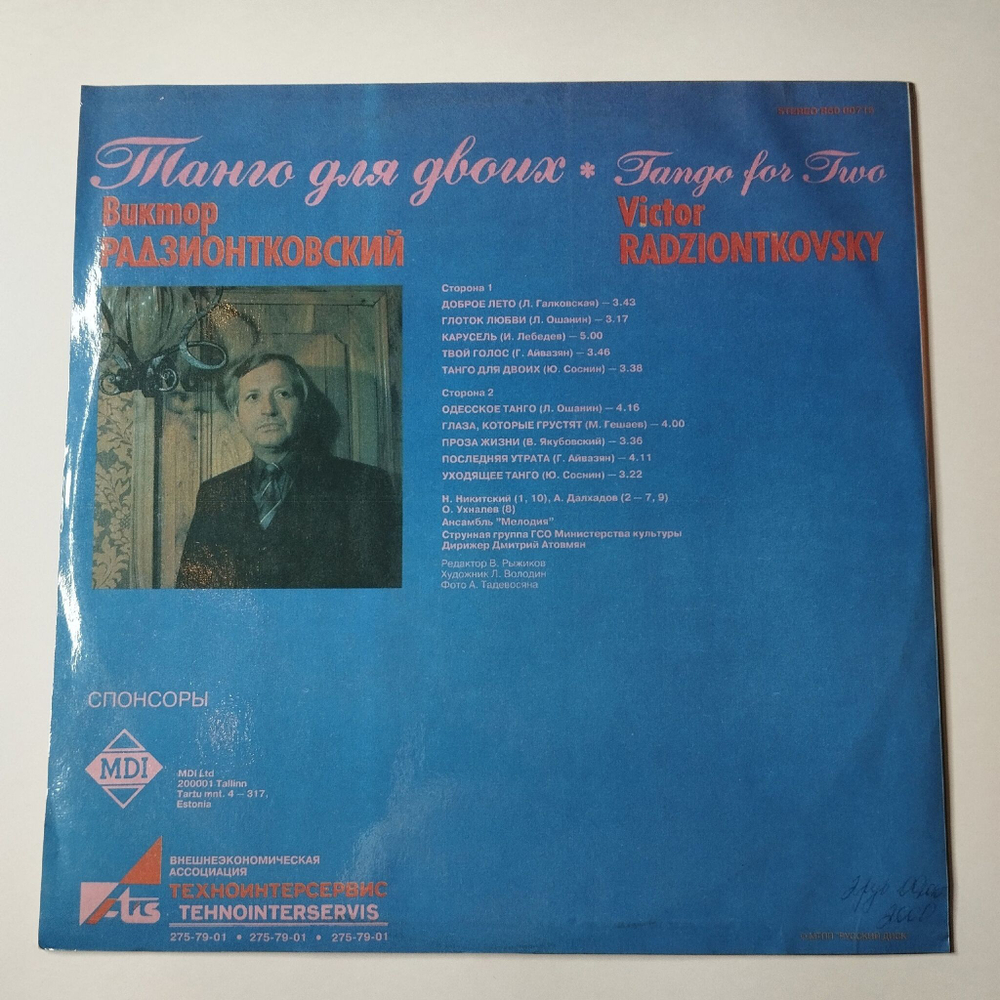 STEREO R60 00719
Танго для двоих * Tango for Two
Виктор
РАДЗИОНТКОВСКИЙ
Victor
RADZIONTKOVSKY
Сторона 1
ДОБРОЕ ЛЕТО (Л. Галковская) — 3.43
ГЛОТОК ЛЮБВИ (Л. Ошанин) — 3.17
КАРУСЕЛЬ (И. Лебедев) — 5.00
ТВОЙ ГОЛОС (Г. Айвазян) — 3.46
ТАНГО ДЛЯ ДВОИХ (Ю. Соснин) — 3.38
Сторона 2
ОДЕССКОЕ ТАНГО (Л. Ошанин) — 4.16
ГЛАЗА, КОТОРЫЕ ГРУСТЯТ (М. Гешаев) — 4.00
ПРОЗА ЖИЗНИ (В. Якубовский) — 3.36
ПОСЛЕДНЯЯ УТРАТА (Г. Айвазян) — 4.11
УХОДЯЩЕЕ ТАНГО (Ю. Соснин) — 3.22
Н. Никитский (1, 10), А. Далхадов (2 — 7, 9)
О. Ухналев (8)
Ансамбль "Мелодия"
Струнная группа ГСО Министерства культуры
Дирижер Дмитрий Атовмян
Редактор В. Рыжиков
Художник Л. Володин
Фото А. Тадевосяна
СПОНСОРЫ
MDI
MDI Ltd
200001 Tallinn
Tartu mnt. 4 — 317,
Estonia
Atis
ВНЕШНЕЭКОНОМИЧЕСКАЯ
АССОЦИАЦИЯ
ТЕХНОИНТЕРСЕРВИС
TEHNOINTERSERVIS
275-79-01 • 275-79-01 • 275-79-01
"РУССКИЙ ДИСК"